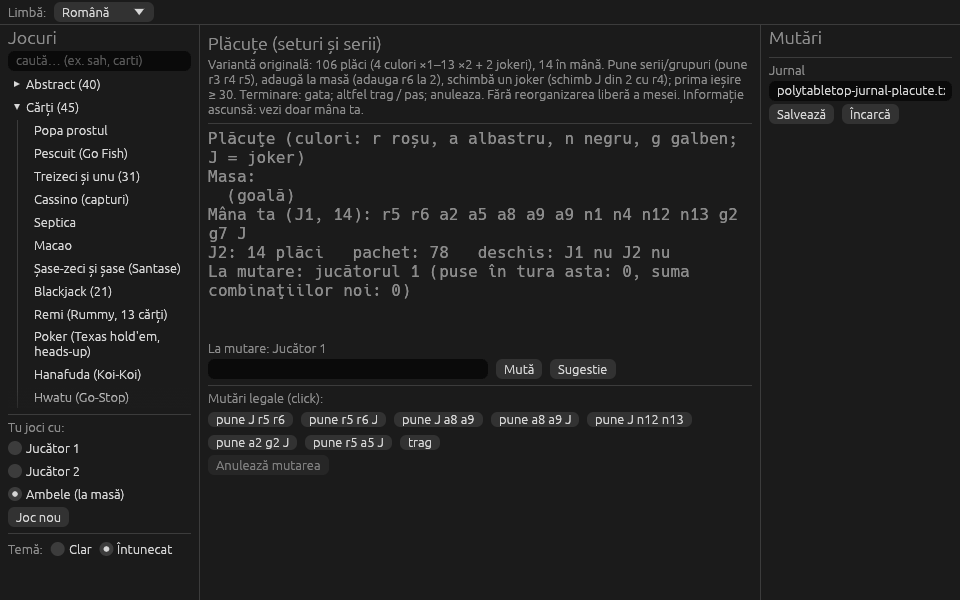 Limbă: Română
Jocuri
caută... (ex. sah, carti)
Abstract (40)
Cărți (45)
Popa prostul
Pescuit (Go Fish)
Treizeci și unu (31)
Cassino (capturi)
Septica
Macao
Șase-zeci și șase (Santase)
Blackjack (21)
Remi (Rummy, 13 cărți)
Poker (Texas hold'em,
heads-up)
Hanafuda (Koi-Koi)
Hwatu (Go-Stop)
Tu joci cu:
Jucător 1
Jucător 2
Ambele (la masă)
Joc nou
Temă: Clar Întunecat
Plăcuțe (seturi și serii)
Variantă originală: 106 plăci (4 culori ×1–13 ×2 + 2 jokeri), 14 în mână. Pune serii/grupuri (pune
r3 r4 r5), adaugă la masă (adauga r6 la 2), schimbă un joker (schimb J din 2 cu r4); prima ieșire
≥ 30. Terminare: gata; altfel trag / pas; anuleaza. Fără reorganizarea liberă a mesei. Informație
ascunsă: vezi doar mâna ta.
Plăcuţe (culori: r roșu, a albastru, n negru, g galben;
J = joker)
Masa:
(goală)
Mâna ta (J1, 14): r5 r6 a2 a5 a8 a9 a9 n1 n4 n12 n13 g2
g7 J
J2: 14 plăci pachet: 78 deschis: J1 nu J2 nu
La mutare: jucătorul 1 (puse în tura asta: 0, suma
combinaţiilor noi: 0)
La mutare: Jucător 1
Mută Sugestie
Mutări legale (click):
pune J r5 r6 pune r5 r6 J pune J a8 a9 pune a8 a9 J pune J n12 n13
pune a2 g2 J pune r5 a5 J trag
Anulează mutarea
Mutări
Jurnal
polytabletop-jurnal-placute.tx
Salvează Încarcă